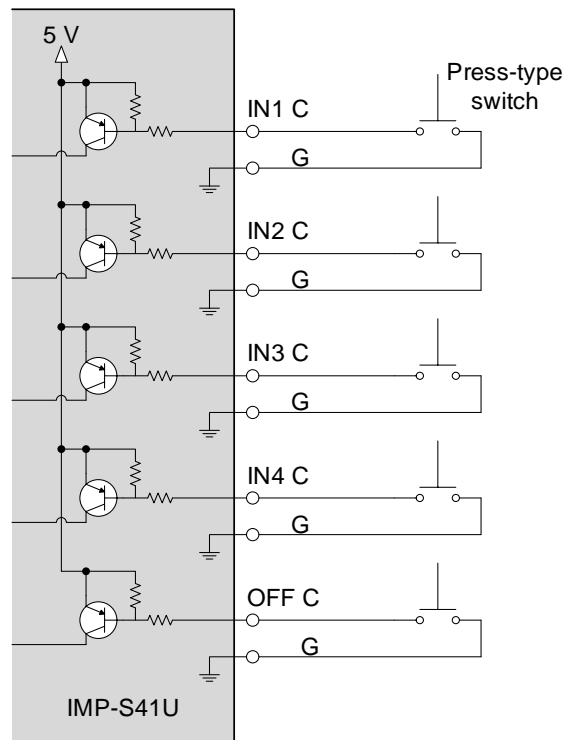 5 V
Press-type
switch
IN1 C
G
IN2 C
G
IN3 C
G
IN4 C
G
OFF C
G
IMP-S41U